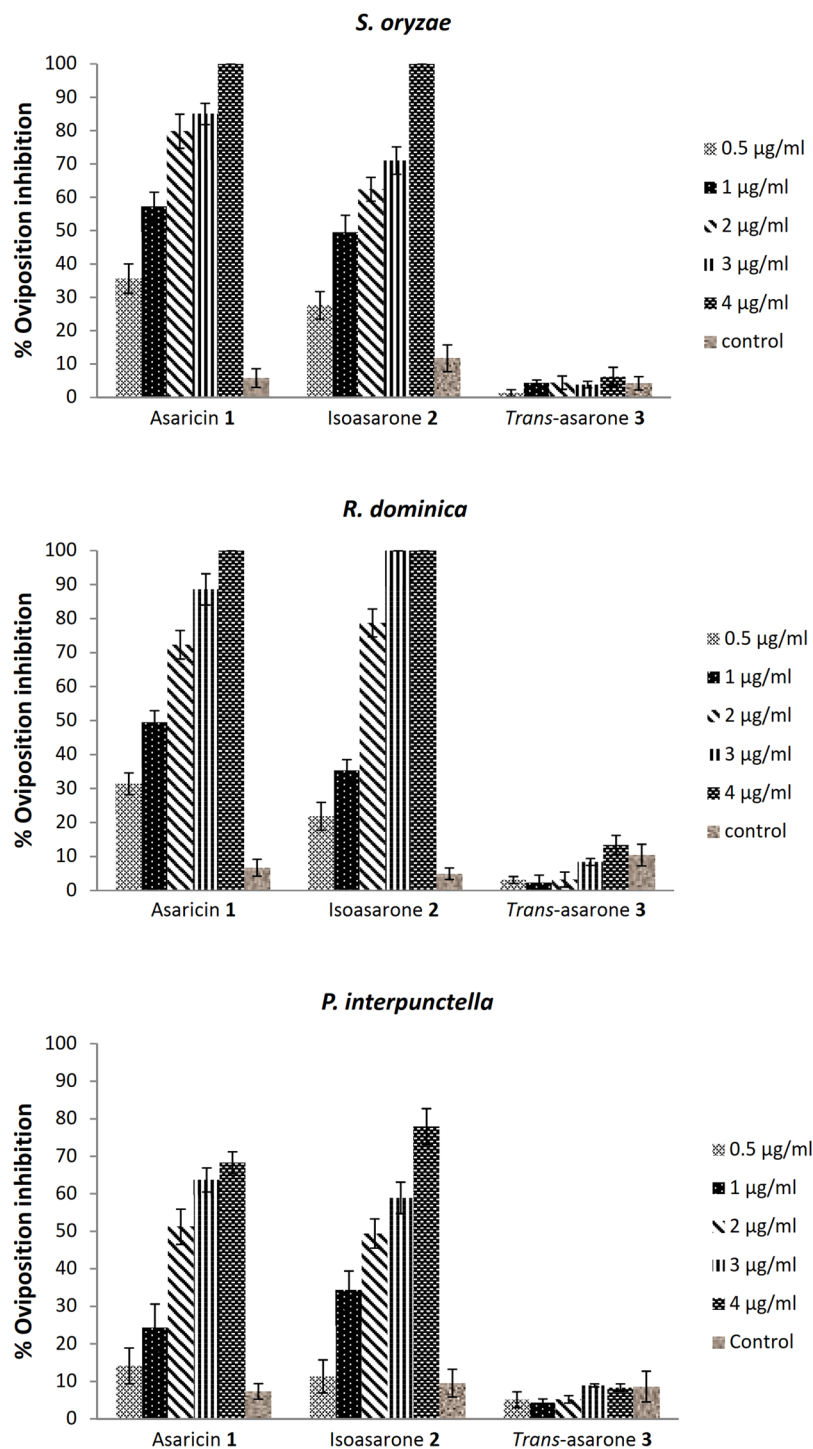 S. oryzae
% Oviposition inhibition
100
90
80
70
60
50
40
30
20
10
0
Asaricin 1
Isoasarone 2
Trans-asarone 3
0.5 µg/ml
1 µg/ml
2 µg/ml
3 µg/ml
4 µg/ml
control
R. dominica
% Oviposition inhibition
100
90
80
70
60
50
40
30
20
10
0
Asaricin 1
Isoasarone 2
Trans-asarone 3
0.5 µg/ml
1 µg/ml
2 µg/ml
3 µg/ml
4 µg/ml
control
P. interpunctella
% Oviposition inhibition
100
90
80
70
60
50
40
30
20
10
0
Asaricin 1
Isoasarone 2
Trans-asarone 3
0.5 µg/ml
1 µg/ml
2 µg/ml
3 µg/ml
4 µg/ml
Control